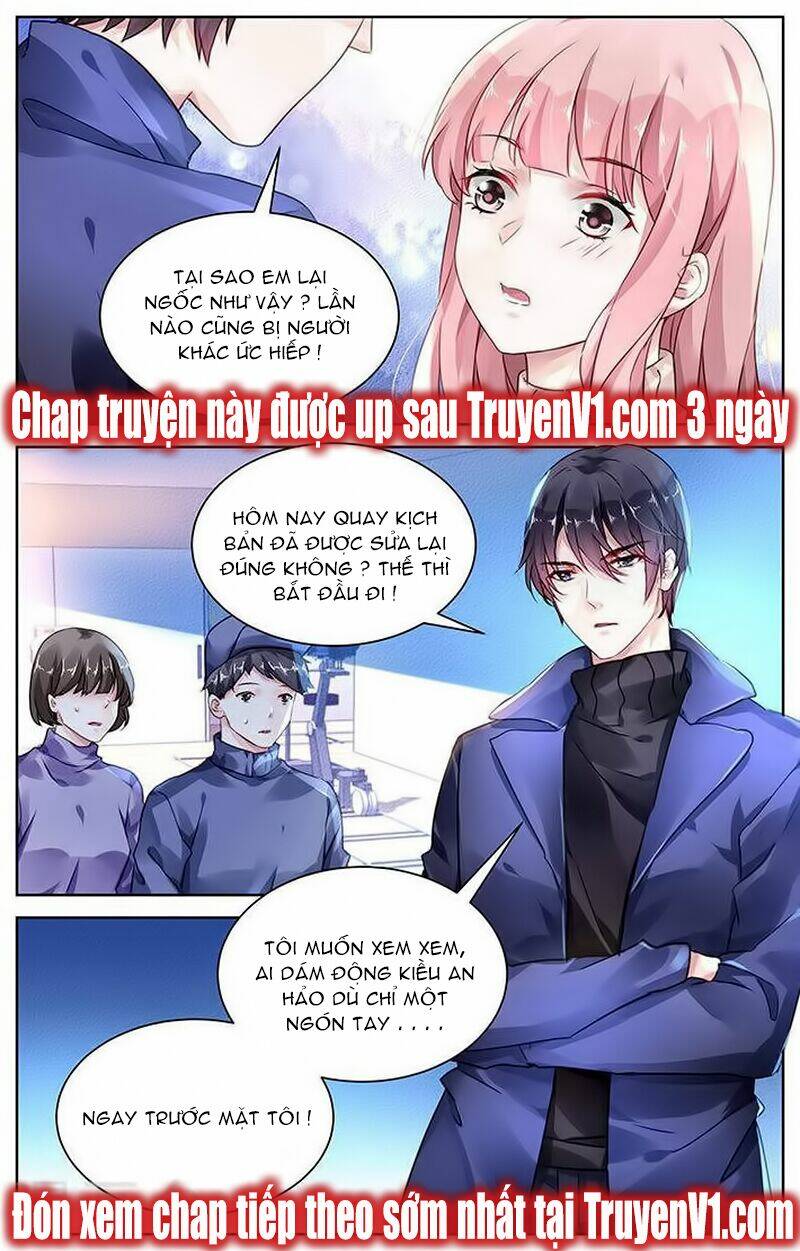 TẠI SAO EM LẠI
NGỐC NHƯ VẬY ? LẦN
NÀO CŨNG BỊ NGƯỜI
KHÁC ỨC HIẾP !
Chap truyện này được up sau TruyenV1.com 3 ngày
HÔM NAY QUAY KỊCH
BẢN ĐÃ ĐƯỢC SỬA LẠI
ĐÚNG KHÔNG ? THẾ THÌ
BẮT ĐẦU ĐI !
TÔI MUỐN XEM XEM,
AI DÁM ĐỘNG KIỀU AN
HẢO DÙ CHỈ MỘT
NGÓN TAY . . . .
NGAY TRƯỚC MẶT TÔI !
Đón xem chap tiếp theo sớm nhất tại TruyenV1.com